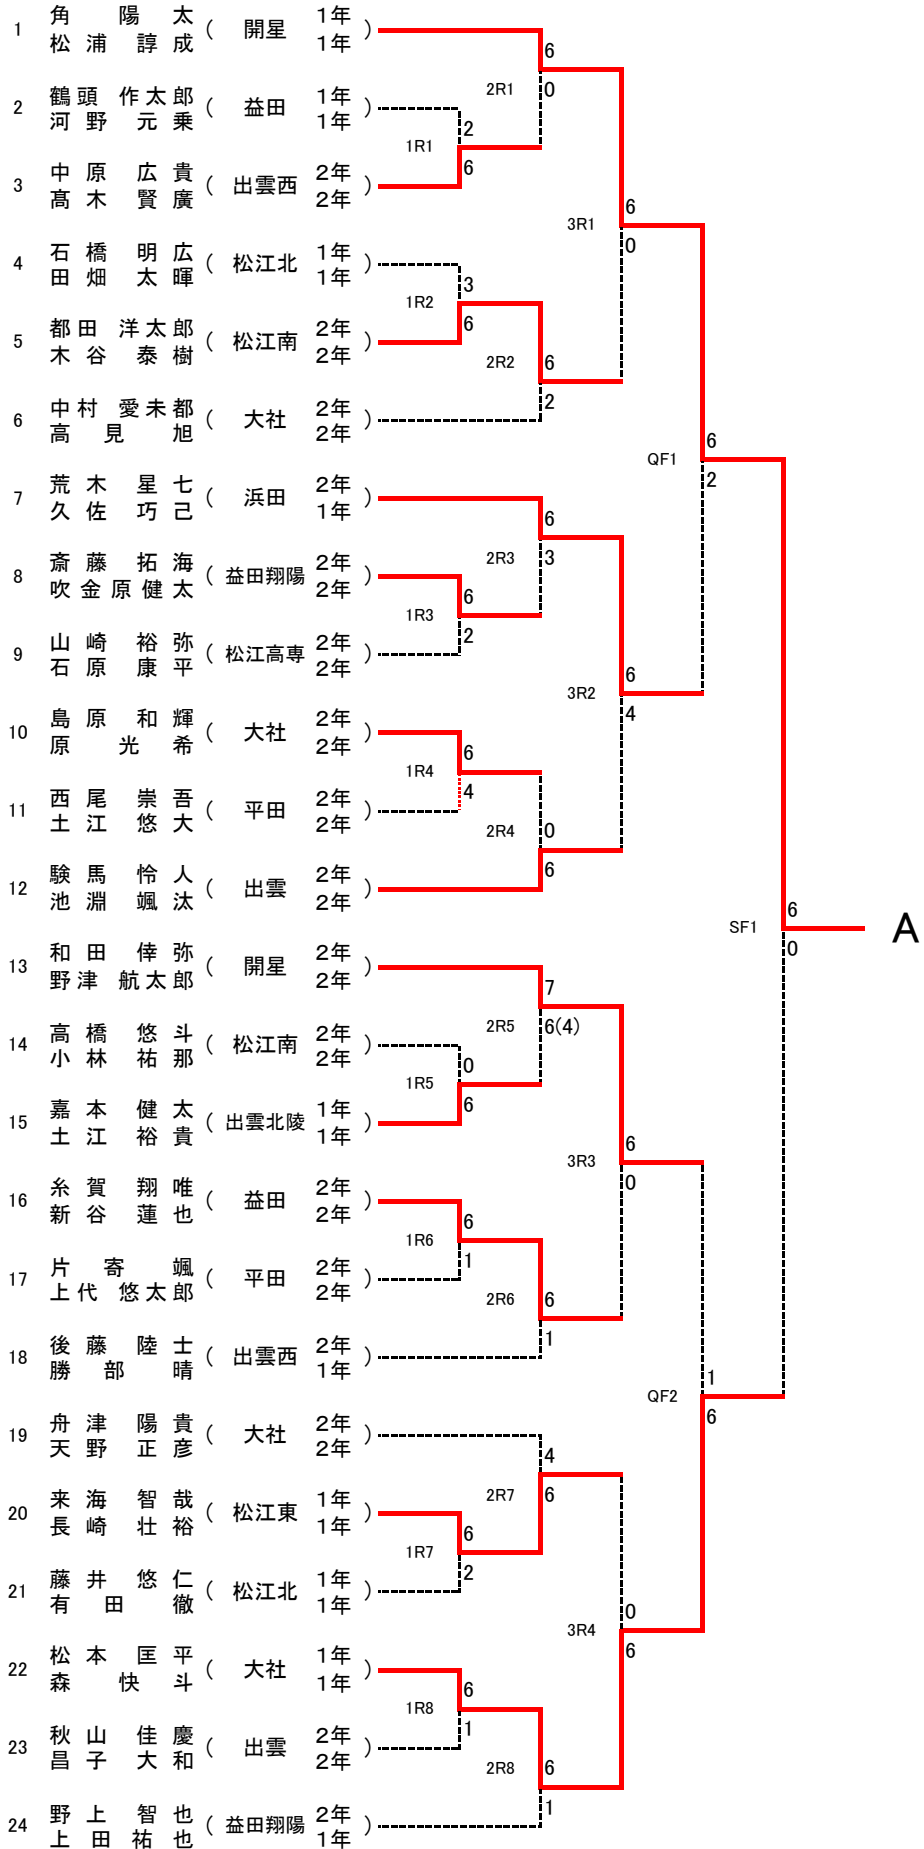 角 陽 太 1年
1 ( 開星 )
松 浦 諄 成 1年
6
2R1 0
鶴 頭 作 太 郎 1年
2 ( 益田 )
河 野 元 乗 1年
2
1R1
6
中 原 広 貴 2年
3 ( 出雲西 )
髙 木 賢 廣 2年
6
3R1
0
石 橋 明 広 1年
4 ( 松江北 )
田 畑 太 暉 1年
3
1R2
6
都 田 洋 太 郎 2年
5 ( 松江南 )
木 谷 泰 樹 2年
6
2R2
2
中 村 愛 未 都 2年
6 ( 大社 )
高 見 旭 2年
6
QF1
2
荒 木 星 七 2年
7 ( 浜田 )
久 佐 巧 己 1年
6
2R3 3
斎 藤 拓 海 2年
8 ( 益田翔陽 )
吹 金 原 健 太 2年
6
1R3
2
山 崎 裕 弥 2年
9 ( 松江高専 )
石 原 康 平 2年
6
3R2
4
島 原 和 輝 2年
10 ( 大社 )
原 光 希 2年
6
1R4
4
西 尾 崇 吾 2年
11 ( 平田 )
土 江 悠 大 2年
2R4 0
6
験 馬 怜 人 2年
12 ( 出雲 )
池 淵 颯 汰 2年
6
SF1 A
0
和 田 倖 弥 2年
13 ( 開星 )
野 津 航 太 郎 2年
7
2R5 6(4)
高 橋 悠 斗 2年
14 ( 松江南 )
小 林 祐 那 2年
0
1R5
6
嘉 本 健 太 1年
15 ( 出雲北陵 )
土 江 裕 貴 1年
6
3R3
0
糸 賀 翔 唯 2年
16 ( 益田 )
新 谷 蓮 也 2年
6
1R6
1
片 寄 颯 2年
17 ( 平田 )
上 代 悠 太 郎 2年
2R6 6
1
後 藤 陸 士 2年
18 ( 出雲西 )
勝 部 晴 1年
1
QF2
6
舟 津 陽 貴 2年
19 ( 大社 )
天 野 正 彦 2年
4
2R7 6
来 海 智 哉 1年
20 ( 松江東 )
長 崎 壮 裕 1年
6
1R7
2
藤 井 悠 仁 1年
21 ( 松江北 )
有 田 徹 1年
0
3R4
6
松 本 匡 平 1年
22 ( 大社 )
森 快 斗 1年
6
1R8
1
秋 山 佳 慶 2年
23 ( 出雲 )
昌 子 大 和 2年
2R8 6
1
野 上 智 也 2年
24 ( 益田翔陽 )
上 田 祐 也 1年